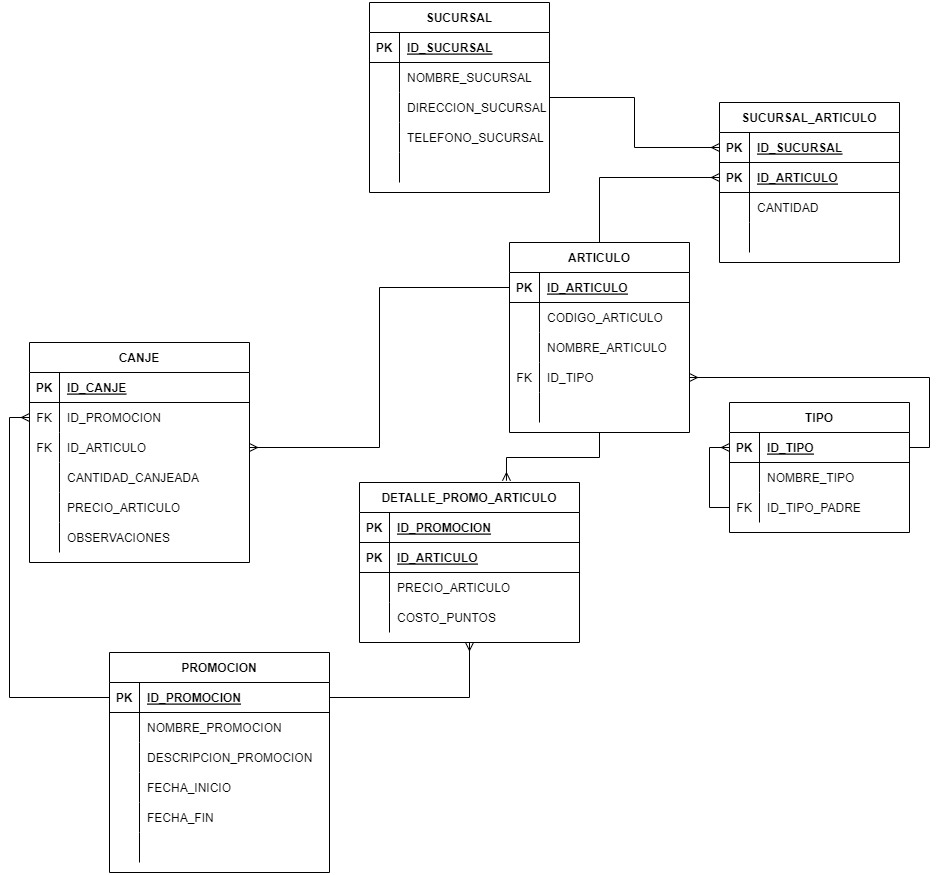 SUCURSAL
PK ID_SUCURSAL
NOMBRE_SUCURSAL
DIRECCION_SUCURSAL
TELEFONO_SUCURSAL
SUCURSAL_ARTICULO
PK ID_SUCURSAL
PK ID_ARTICULO
CANTIDAD
ARTICULO
PK ID_ARTICULO
CODIGO_ARTICULO
NOMBRE_ARTICULO
FK ID_TIPO
CANJE
PK ID_CANJE
FK ID_PROMOCION
FK ID_ARTICULO
CANTIDAD_CANJEADA
PRECIO_ARTICULO
OBSERVACIONES
TIPO
PK ID_TIPO
NOMBRE_TIPO
FK ID_TIPO_PADRE
DETALLE_PROMO_ARTICULO
PK ID_PROMOCION
PK ID_ARTICULO
PRECIO_ARTICULO
COSTO_PUNTOS
PROMOCION
PK ID_PROMOCION
NOMBRE_PROMOCION
DESCRIPCION_PROMOCION
FECHA_INICIO
FECHA_FIN